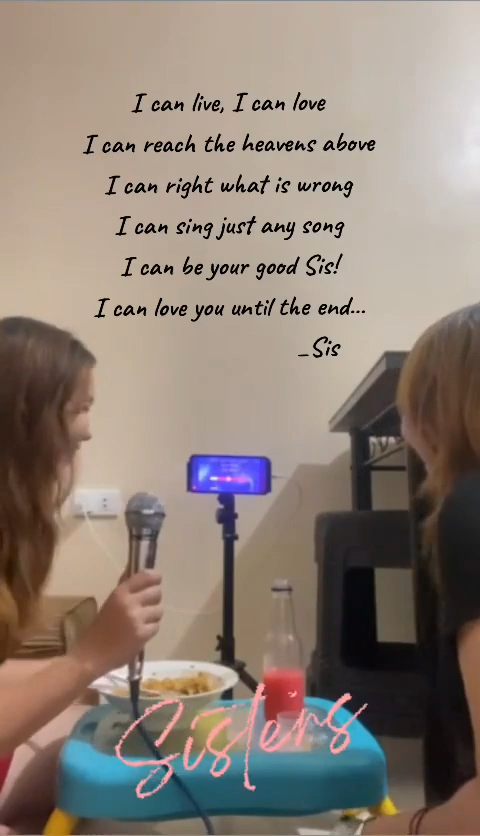 I can live, I can love
I can reach the heavens above
I can right what is wrong
I can sing just any song
I can be your good Sis!
I can love you until the end...
_Sis
Sisters